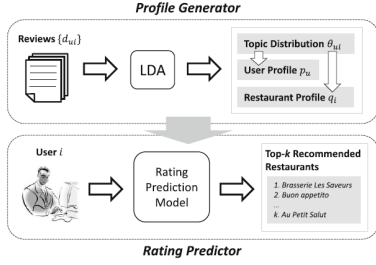 Profile Generator
Reviews {d_ui}
LDA
Topic Distribution θ_ui
User Profile p_u
Restaurant Profile q_i
User i
Rating
Prediction
Model
Top-k Recommended
Restaurants
1. Brasserie Les Saveurs
2. Buon appetito
...
k. Au Petit Salut
Rating Predictor